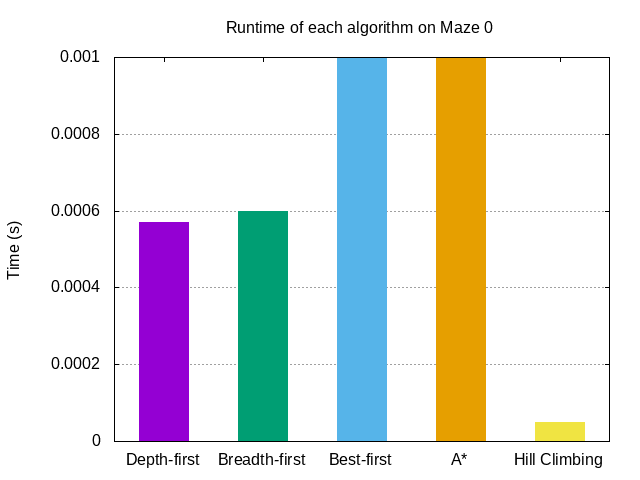 Runtime of each algorithm on Maze 0
0.001
0.0008
0.0006
0.0004
0.0002
0
Time (s)
Depth-first Breadth-first Best-first A* Hill Climbing